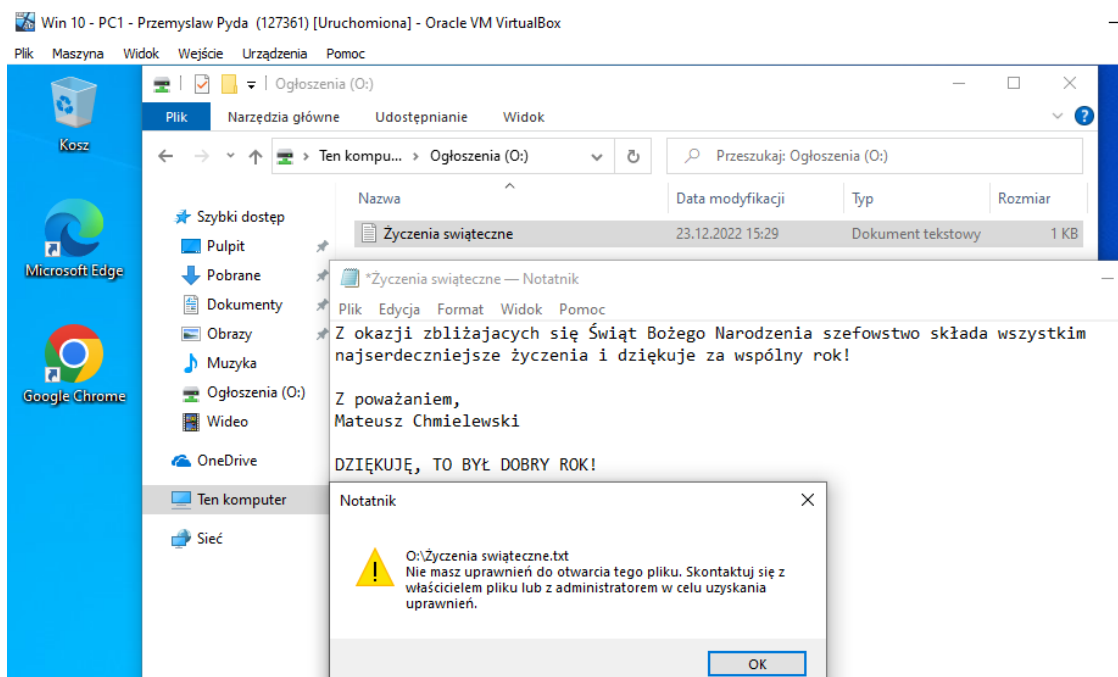 Win 10 - PC1 - Przemyslaw Pyda (127361) [Uruchomiona] - Oracle VM VirtualBox
Plik Maszyna Widok Wejście Urządzenia Pomoc
Ogłoszenia (O:)
Plik Narzędzia główne Udostępnianie Widok
Ten kompu... › Ogłoszenia (O:)
Przeszukaj: Ogłoszenia (O:)
Nazwa Data modyfikacji Typ Rozmiar
Życzenia swiąteczne 23.12.2022 15:29 Dokument tekstowy 1 KB
Kosz
Microsoft Edge
Google Chrome
Szybki dostęp
Pulpit
Pobrane
Dokumenty
Obrazy
Muzyka
Ogłoszenia (O:)
Wideo
OneDrive
Ten komputer
Sieć
*Życzenia swiąteczne — Notatnik
Plik Edycja Format Widok Pomoc
Z okazji zbliżajacych się Świąt Bożego Narodzenia szefowstwo składa wszystkim
najserdeczniejsze życzenia i dziękuje za wspólny rok!
Z poważaniem,
Mateusz Chmielewski
DZIĘKUJĘ, TO BYŁ DOBRY ROK!
Notatnik
O:\Życzenia swiąteczne.txt
Nie masz uprawnień do otwarcia tego pliku. Skontaktuj się z
właścicielem pliku lub z administratorem w celu uzyskania
uprawnień.
OK